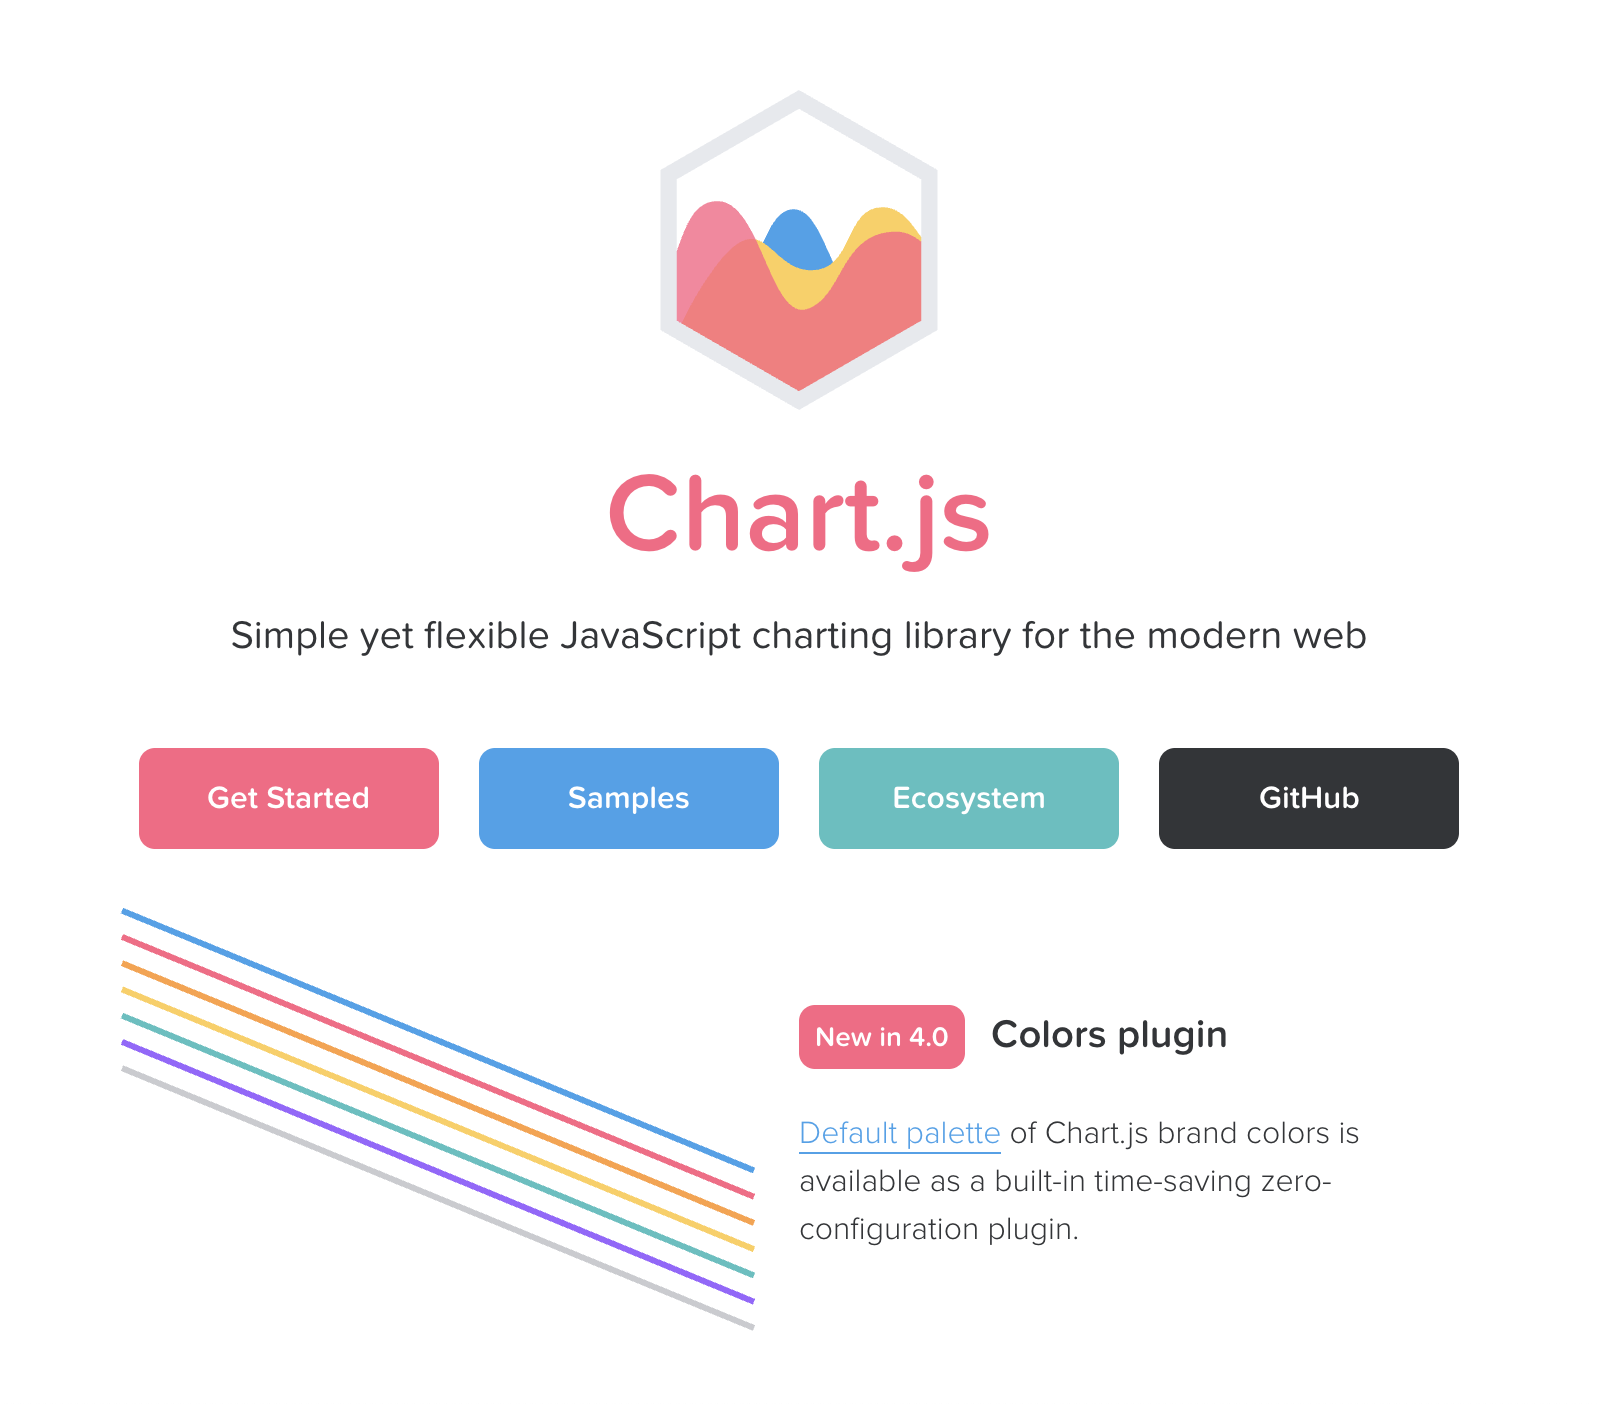 Chart.js
Simple yet flexible JavaScript charting library for the modern web
Get Started
Samples
Ecosystem
GitHub
New in 4.0
Colors plugin
Default palette of Chart.js brand colors is
available as a built-in time-saving zero-
configuration plugin.